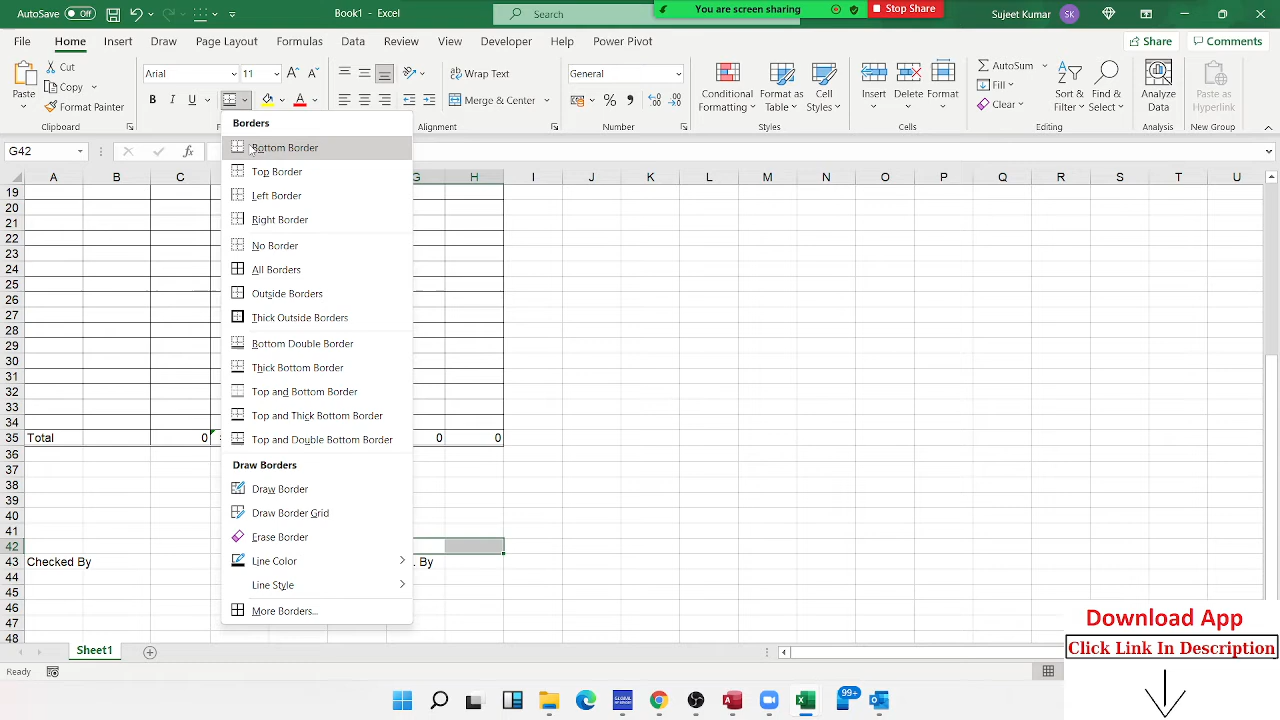 AutoSave Off Book1 - Excel Search You are screen sharing Stop Share Sujeet Kumar SK
File Home Insert Draw Page Layout Formulas Data Review View Developer Help Power Pivot Share Comments
Paste Cut Copy Format Painter Clipboard
Arial 11
B I U
Wrap Text
Merge & Center
Alignment
General
% 9
Number
Conditional Formatting Format as Table Cell Styles
Styles
Insert Delete Format
Cells
AutoSum Fill Clear Sort & Filter Find & Select
Editing
Analyze Data
Analysis
Paste as Hyperlink
New Group
G42 fx
Borders
Bottom Border
Top Border
Left Border
Right Border
No Border
All Borders
Outside Borders
Thick Outside Borders
Bottom Double Border
Thick Bottom Border
Top and Bottom Border
Top and Thick Bottom Border
Top and Double Bottom Border
Draw Borders
Draw Border
Draw Border Grid
Erase Border
Line Color
Line Style
More Borders...
A B C G H I J K L M N O P Q R S T U
19
20
21
22
23
24
25
26
27
28
29
30
31
32
33
34
35 Total 0 0 0
36
37
38
39
40
41
42
43 Checked By By
44
45
46
47
48
Sheet1
Ready
Download App
Click Link In Description
99+